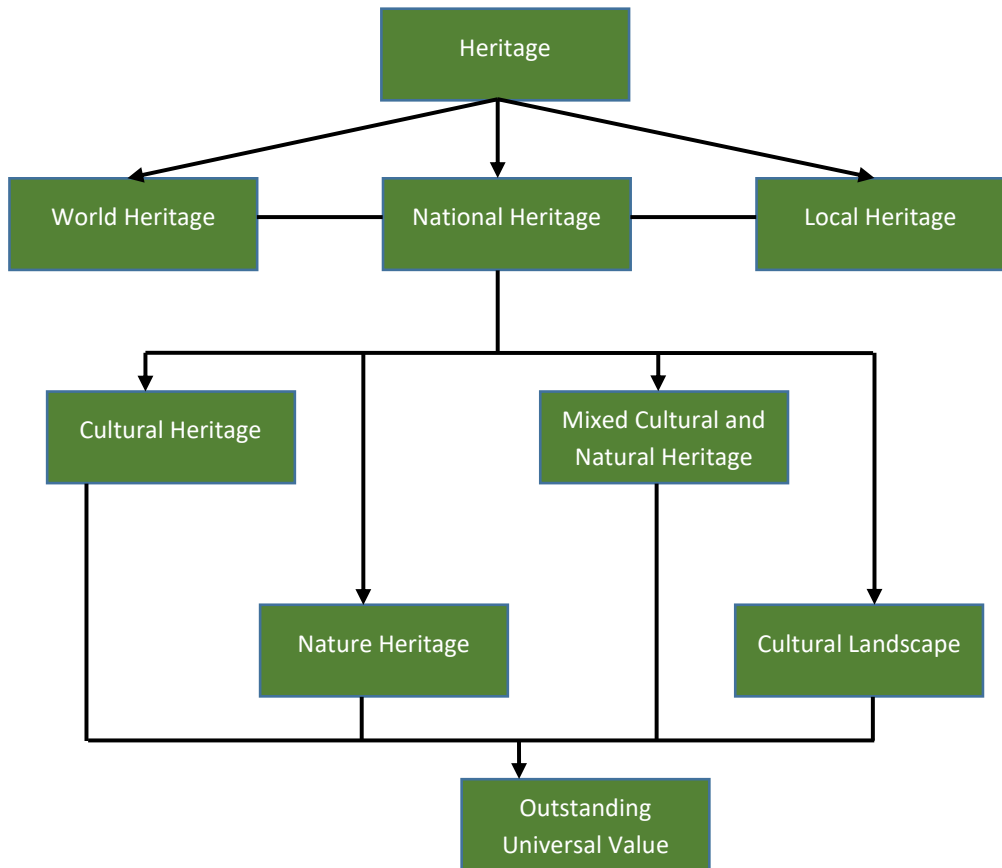 Heritage
World Heritage
National Heritage
Local Heritage
Cultural Heritage
Mixed Cultural and
Natural Heritage
Nature Heritage
Cultural Landscape
Outstanding
Universal Value